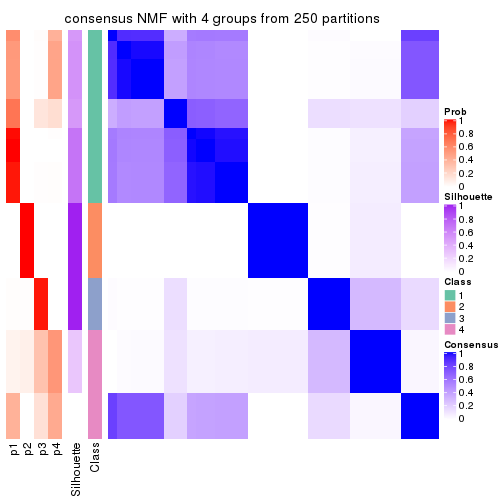 consensus NMF with 4 groups from 250 partitions
Prob
1
0.8
0.6
0.4
0.2
0
Silhouette
1
0.8
0.6
0.4
0.2
0
Class
1
2
3
4
Consensus
1
0.8
0.6
0.4
0.2
0
p1
p2
p3
p4
Silhouette
Class